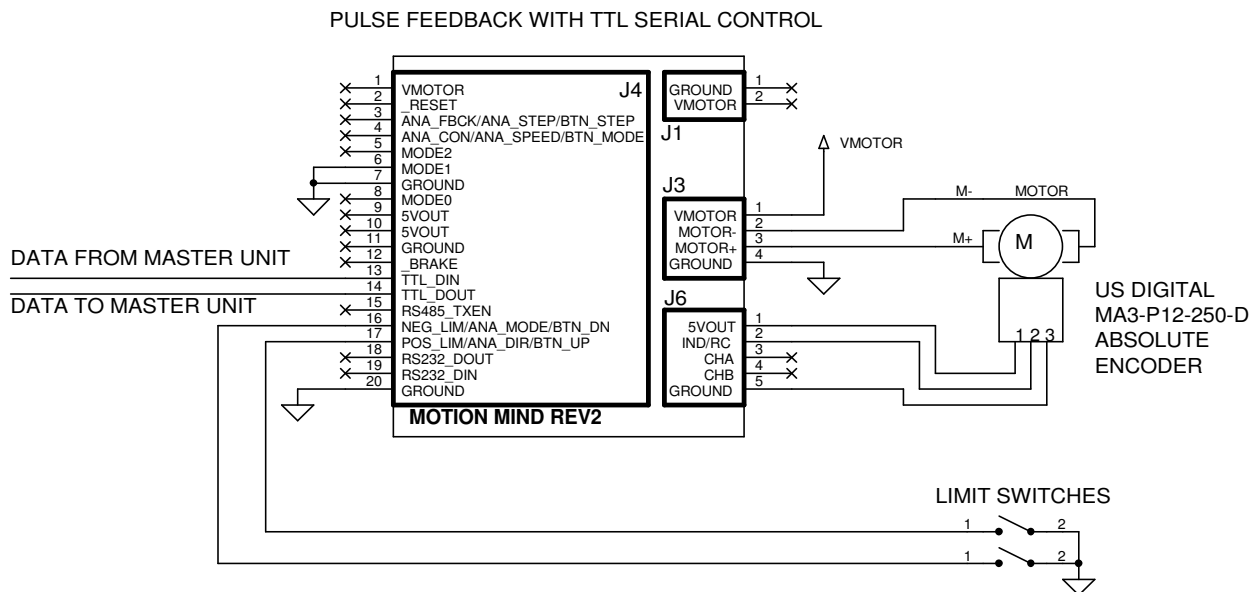 PULSE FEEDBACK WITH TTL SERIAL CONTROL
J4
1 VMOTOR
2 _RESET
3 ANA_FBCK/ANA_STEP/BTN_STEP
4 ANA_CON/ANA_SPEED/BTN_MODE
5 MODE2
6 MODE1
7 GROUND
8 MODE0
9 5VOUT
10 5VOUT
11 GROUND
12 _BRAKE
13 TTL_DIN
14 TTL_DOUT
15 RS485_TXEN
16 NEG_LIM/ANA_MODE/BTN_DN
17 POS_LIM/ANA_DIR/BTN_UP
18 RS232_DOUT
19 RS232_DIN
20 GROUND
MOTION MIND REV2
DATA FROM MASTER UNIT
DATA TO MASTER UNIT
GROUND 1
VMOTOR 2
J1
VMOTOR
J3
VMOTOR 1
MOTOR- 2
MOTOR+ 3
GROUND 4
J6
5VOUT 1
IND/RC 2
CHA 3
CHB 4
GROUND 5
M- MOTOR
M+ M
1 2 3
US DIGITAL
MA3-P12-250-D
ABSOLUTE
ENCODER
LIMIT SWITCHES
1 2
1 2